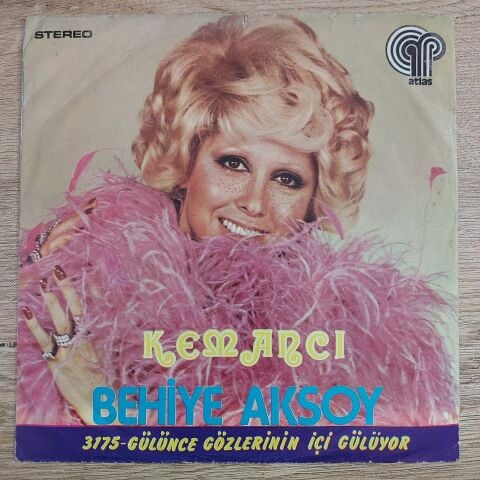 STEREO
atlas
KEMANCI
BEHİYE AKSOY
3175-GÜLÜNCE GÖZLERİNİN İÇİ GÜLÜYOR